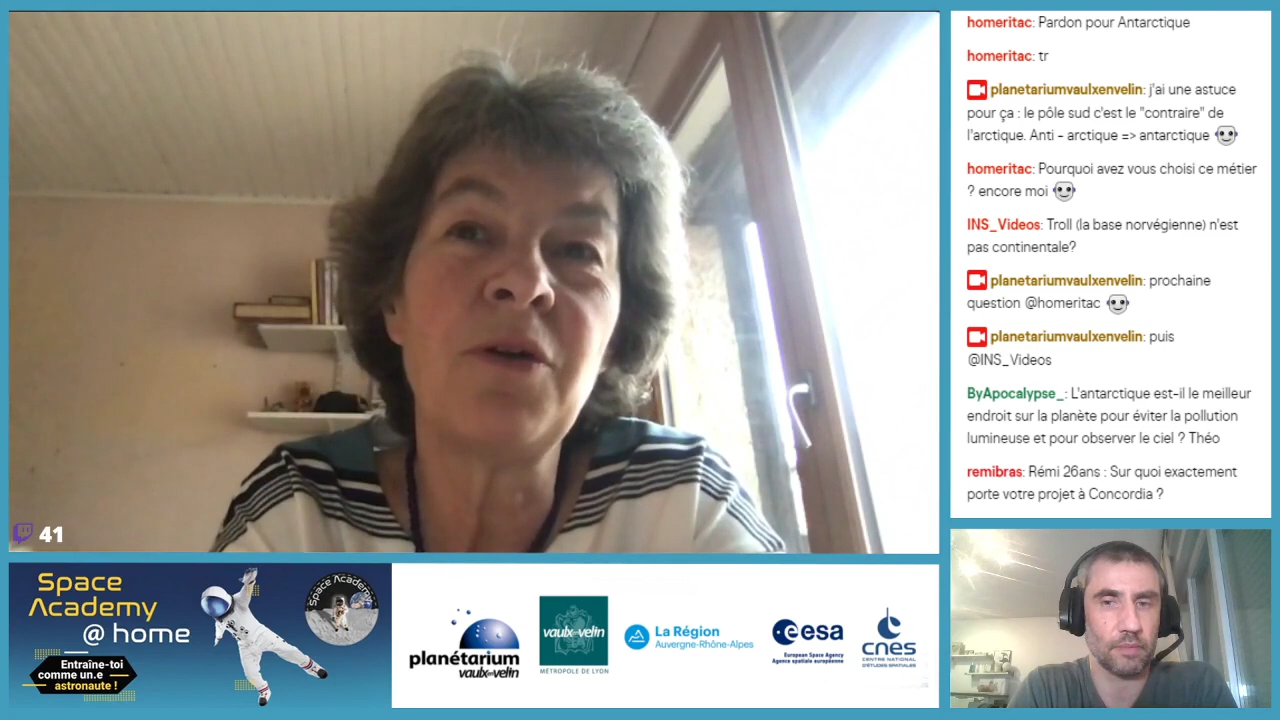 homeritac: Pardon pour Antarctique
homeritac: tr
planetariumvaulxenvelin: j'ai une astuce
pour ça : le pôle sud c'est le "contraire" de
l'arctique. Anti - arctique => antarctique
homeritac: Pourquoi avez vous choisi ce métier
? encore moi
INS_Videos: Troll (la base norvégienne) n'est
pas continentale?
planetariumvaulxenvelin: prochaine
question @homeritac
planetariumvaulxenvelin: puis
@INS_Videos
ByApocalypse_: L'antarctique est-il le meilleur
endroit sur la planète pour éviter la pollution
lumineuse et pour observer le ciel ? Théo
remibras: Rémi 26ans : Sur quoi exactement
porte votre projet à Concordia ?
41
Space
Academy
@ home
Entraîne-toi
comme un.e
astronaute !
Space Academy
planétarium
vaulx-en-velin
vaulx-en-velin
MÉTROPOLE DE LYON
La Région
Auvergne-Rhône-Alpes
esa
European Space Agency
Agence spatiale européenne
cnes
CENTRE NATIONAL
D'ÉTUDES SPATIALES